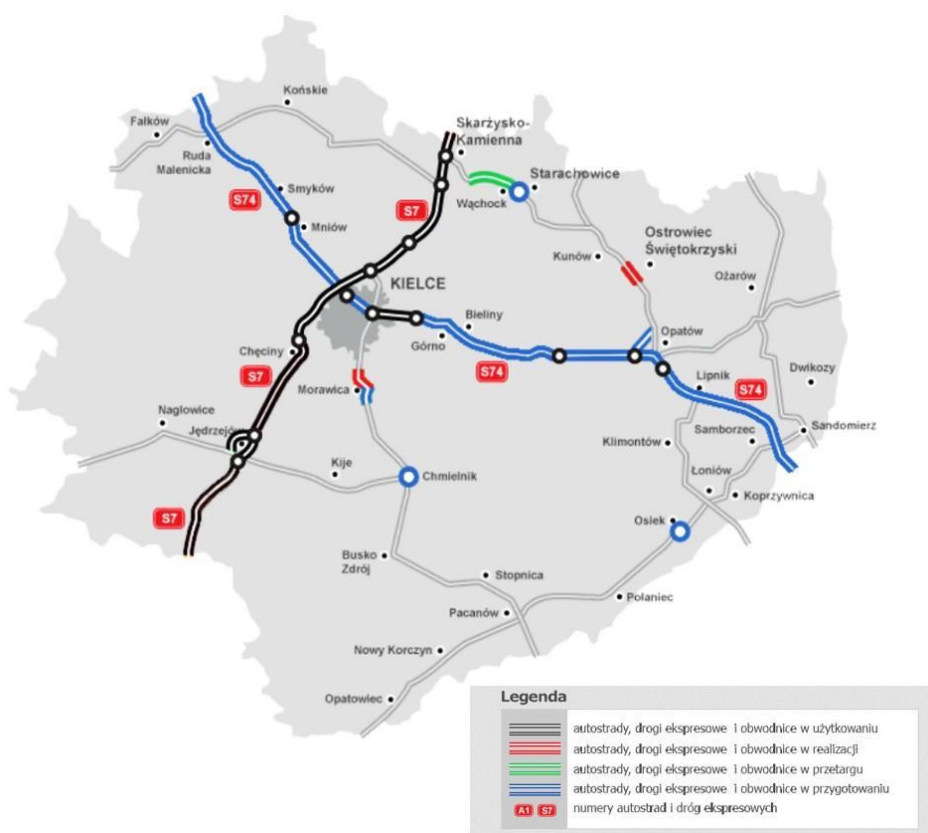 Końskie
Fałków
Ruda
Malenicka
Skarżysko-
Kamienna
Smyków
S74
Mniów
S7
Starachowice
Wąchock
Ostrowiec
Świętokrzyski
Kunów
Ożarów
KIELCE
Bieliny
Górno
Opatów
Chęciny
S7
S74
Lipnik
S74
Dwikozy
Morawica
Nagłowice
Jędrzejów
Klimontów
Samborzec
Sandomierz
Kije
Chmielnik
Łoniów
Koprzywnica
S7
Osiek
Busko
Zdrój
Stopnica
Połaniec
Pacanów
Nowy Korczyn
Opatowiec
Legenda
autostrady, drogi ekspresowe i obwodnice w użytkowaniu
autostrady, drogi ekspresowe i obwodnice w realizacji
autostrady, drogi ekspresowe i obwodnice w przetargu
autostrady, drogi ekspresowe i obwodnice w przygotowaniu
A1 S7 numery autostrad i dróg ekspresowych